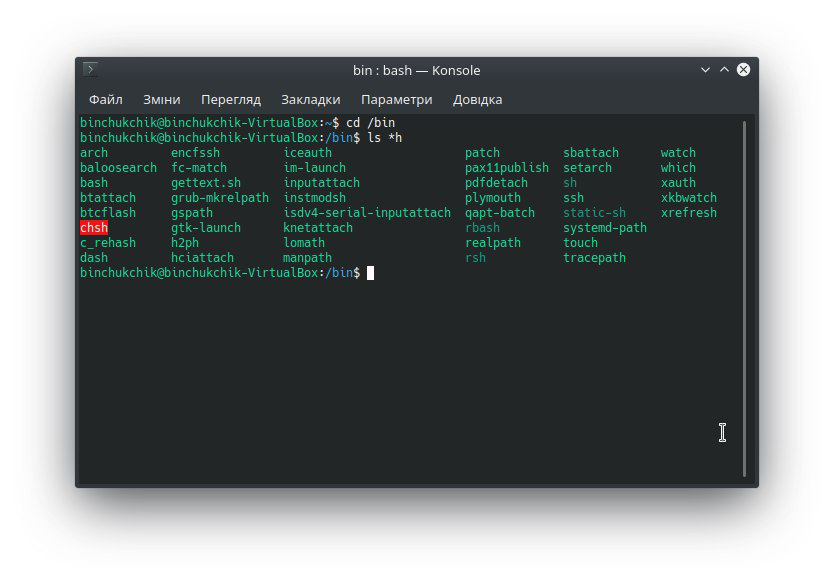 bin : bash — Konsole
Файл Зміни Перегляд Закладки Параметри Довідка
binchukchik@binchukchik-VirtualBox:~$ cd /bin
binchukchik@binchukchik-VirtualBox:/bin$ ls *h
arch encfssh iceauth patch sbattach watch
baloosearch fc-match im-launch pax11publish setarch which
bash gettext.sh inputattach pdfdetach sh xauth
btattach grub-mkrelpath instmodsh plymouth ssh xkbwatch
btcflash gspath isdv4-serial-inputattach qapt-batch static-sh xrefresh
chsh gtk-launch knetattach rbash systemd-path
c_rehash h2ph lomath realpath touch
dash hciattach manpath rsh tracepath
binchukchik@binchukchik-VirtualBox:/bin$